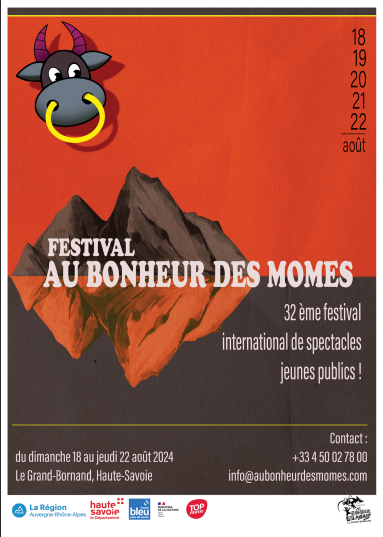 18
19
20
21
22
août
FESTIVAL
AU BONHEUR DES MOMES
32 ème festival
international de spectacles
jeunes publics !
Contact :
du dimanche 18 au jeudi 22 août 2024
+33 4 50 02 78 00
Le Grand-Bornand, Haute-Savoie
info@aubonheurdesmomes.com
La Région
Auvergne-Rhône-Alpes
haute
savoie
le Département
bleu
TOP